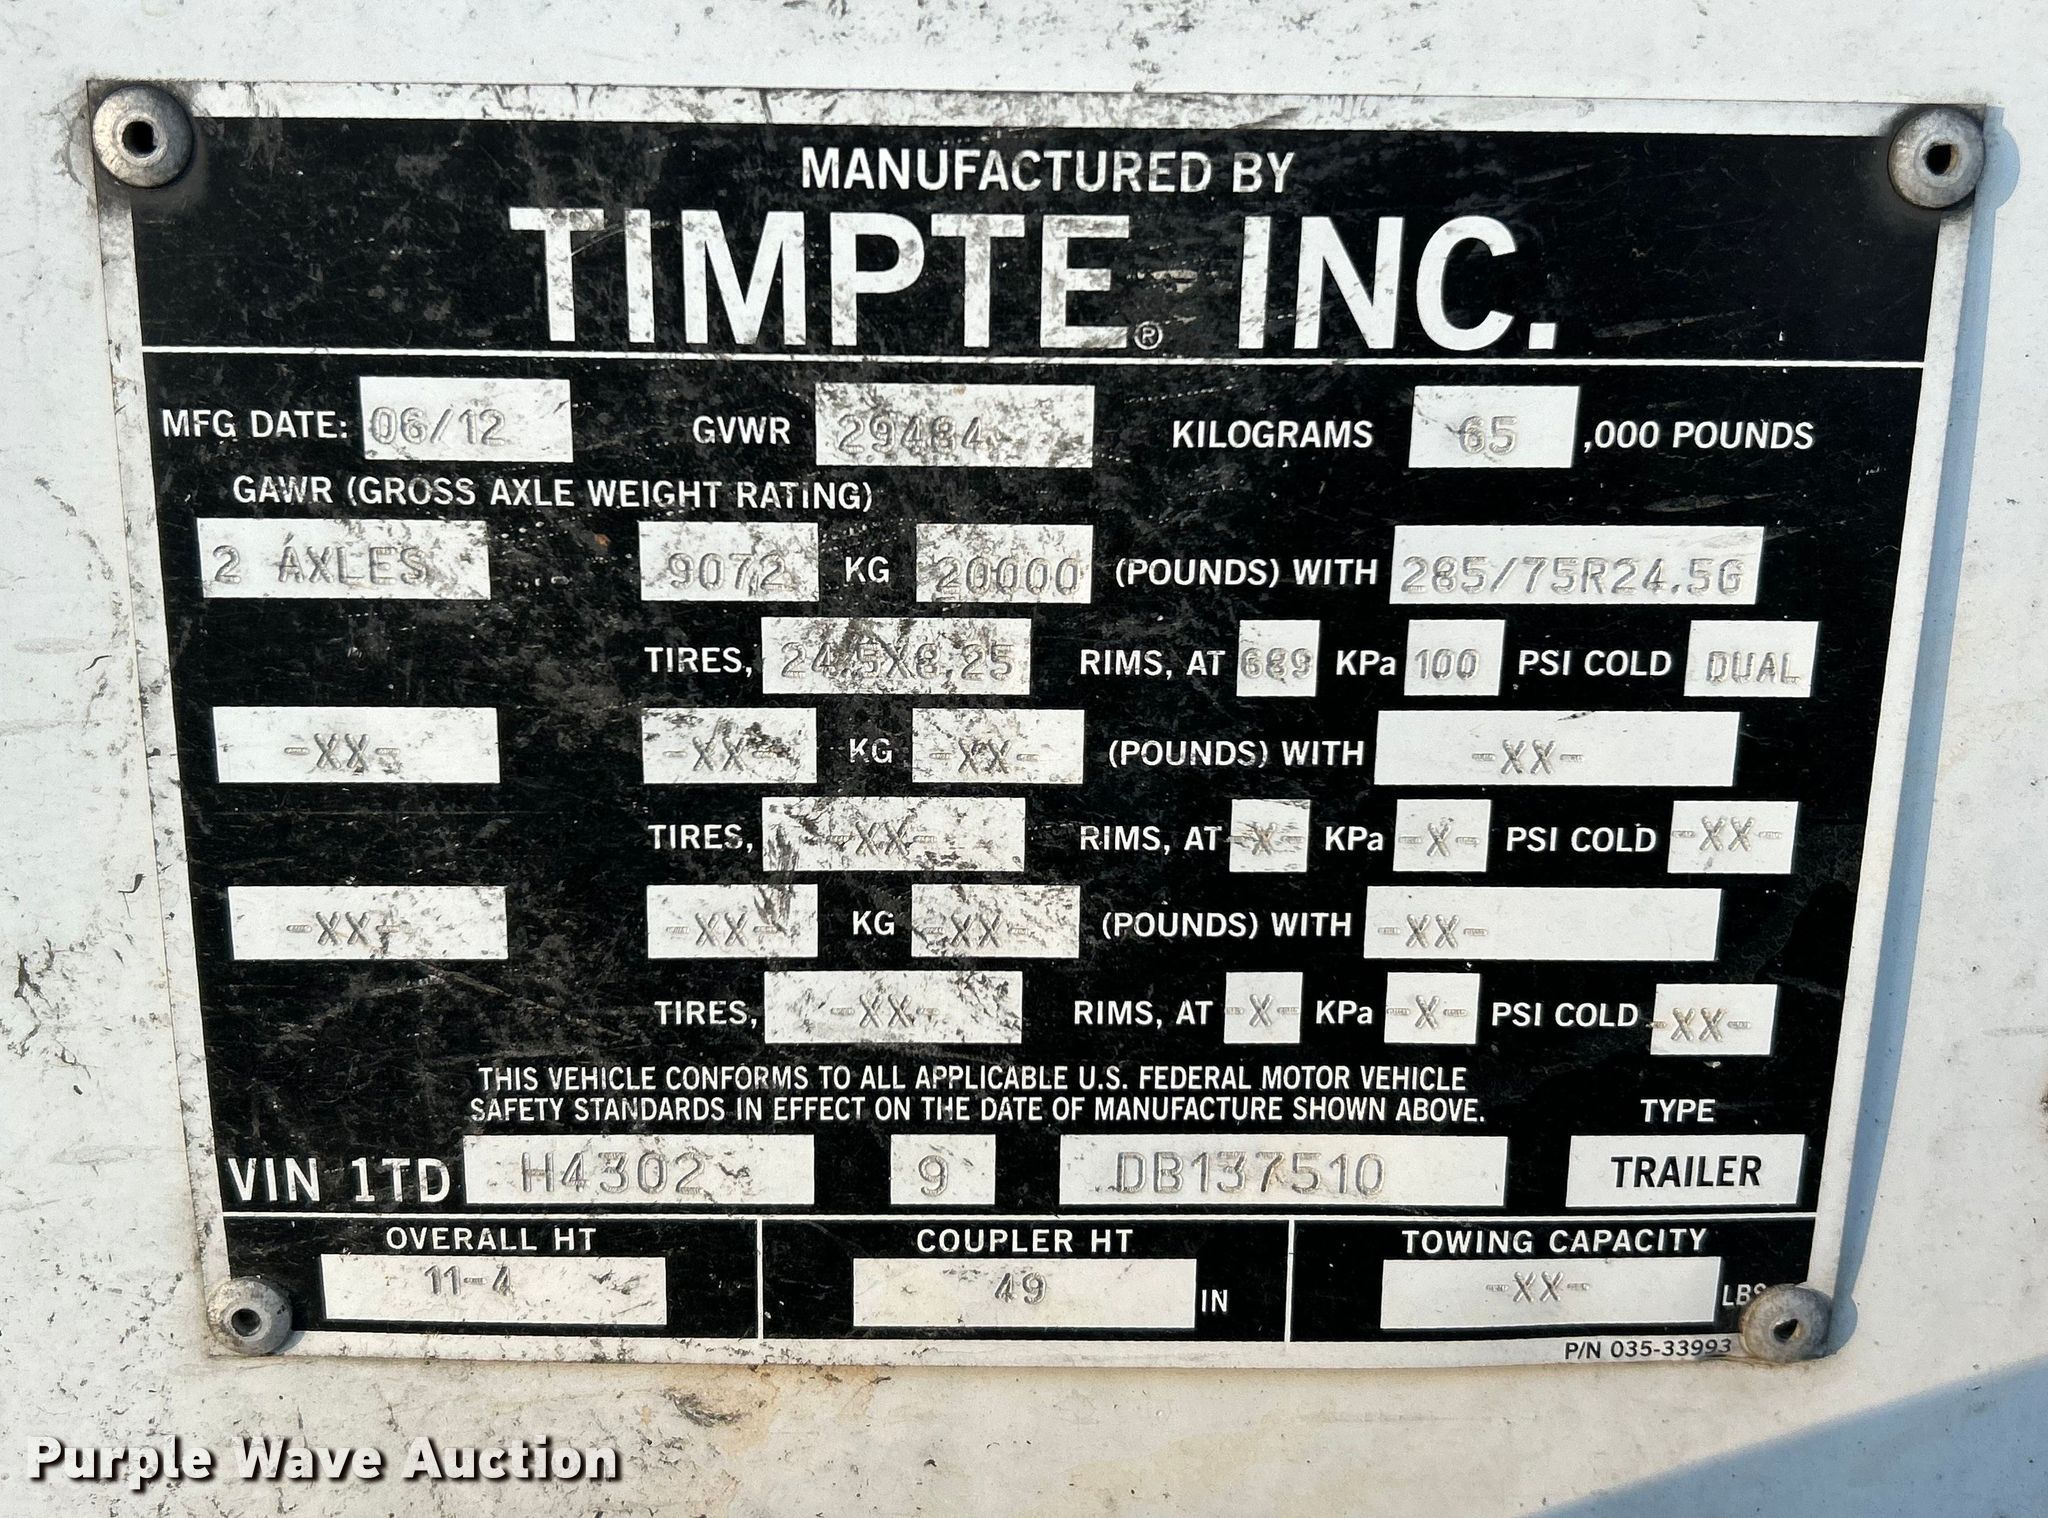 MANUFACTURED BY
TIMPTE® INC.
MFG DATE: 06/12 GVWR 29484 KILOGRAMS 65 ,000 POUNDS
GAWR (GROSS AXLE WEIGHT RATING)
2 AXLES 9072 KG 20000 (POUNDS) WITH 285/75R24.5G
TIRES, 24.5X8.25 RIMS, AT 689 KPa 100 PSI COLD DUAL
-XX- -XX- KG -XX- (POUNDS) WITH -XX-
TIRES, -XX- RIMS, AT -X- KPa -X- PSI COLD -XX-
-XX- -XX- KG -XX- (POUNDS) WITH -XX-
TIRES, -XX- RIMS, AT -X- KPa -X- PSI COLD -XX-
THIS VEHICLE CONFORMS TO ALL APPLICABLE U.S. FEDERAL MOTOR VEHICLE
SAFETY STANDARDS IN EFFECT ON THE DATE OF MANUFACTURE SHOWN ABOVE. TYPE
VIN 1TD H4302 9 DB137510 TRAILER
OVERALL HT COUPLER HT TOWING CAPACITY
11-4 49 IN -XX- LBS
P/N 035-33993
Purple Wave Auction